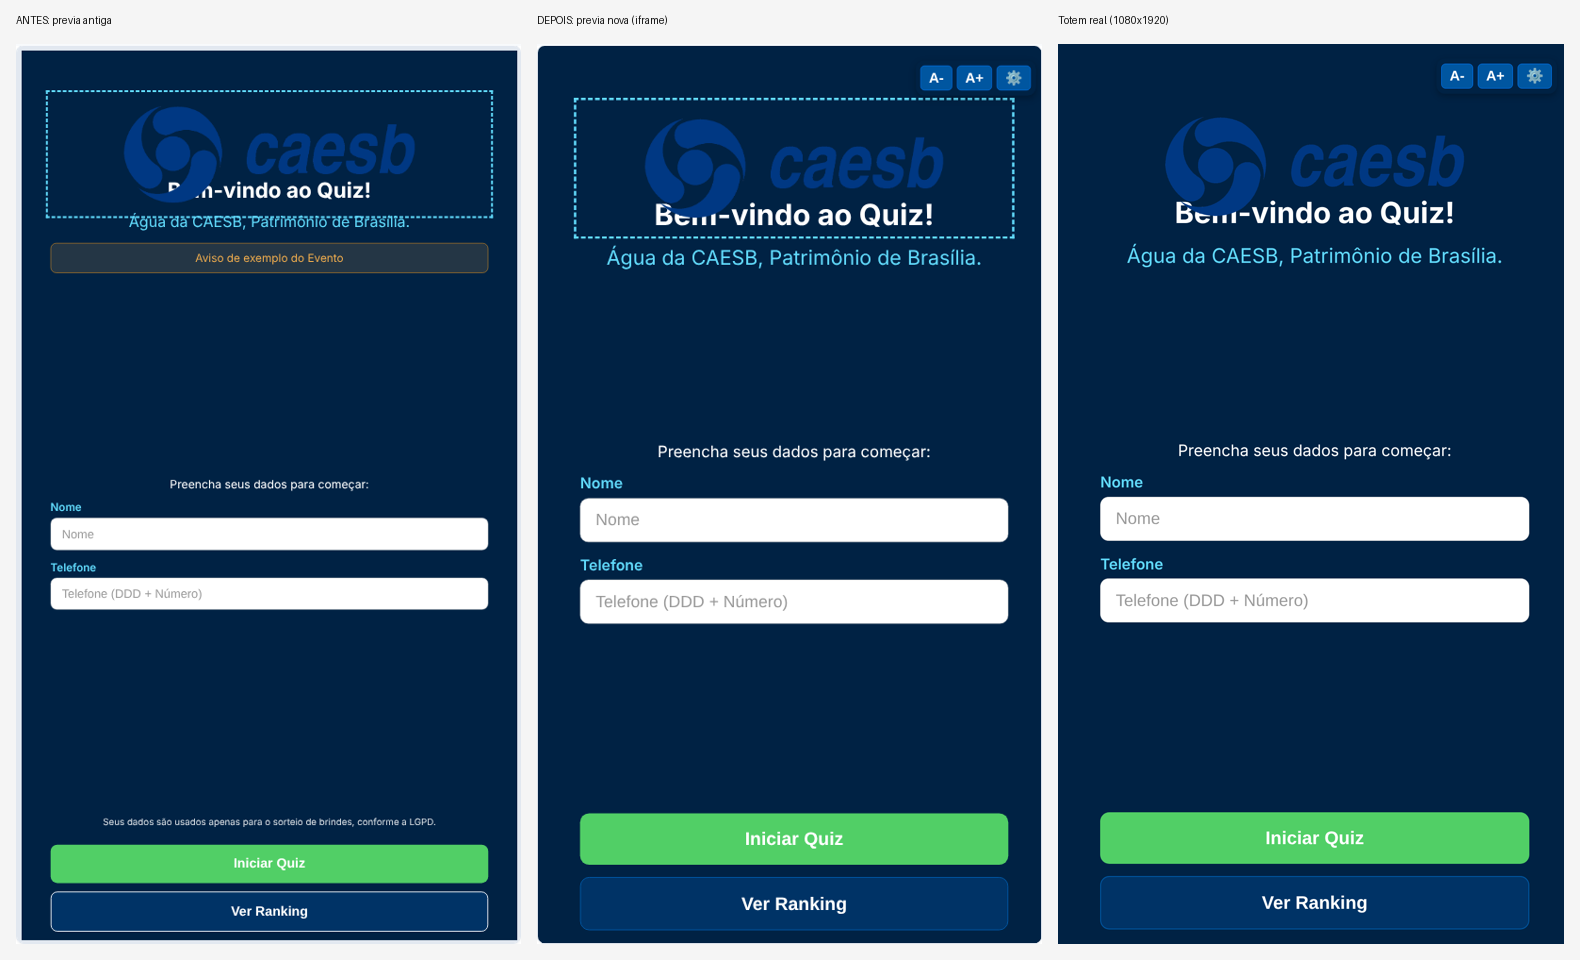 ANTES: previa antiga
caesb
Bem-vindo ao Quiz!
Água da CAESB, Patrimônio de Brasília.
Aviso de exemplo do Evento
Preencha seus dados para começar:
Nome
Nome
Telefone
Telefone (DDD + Número)
Seus dados são usados apenas para o sorteio de brindes, conforme a LGPD.
Iniciar Quiz
Ver Ranking
DEPOIS: previa nova (iframe)
A- A+
caesb
Bem-vindo ao Quiz!
Água da CAESB, Patrimônio de Brasília.
Preencha seus dados para começar:
Nome
Nome
Telefone
Telefone (DDD + Número)
Iniciar Quiz
Ver Ranking
Totem real (1080x1920)
A- A+
caesb
Bem-vindo ao Quiz!
Água da CAESB, Patrimônio de Brasília.
Preencha seus dados para começar:
Nome
Nome
Telefone
Telefone (DDD + Número)
Iniciar Quiz
Ver Ranking